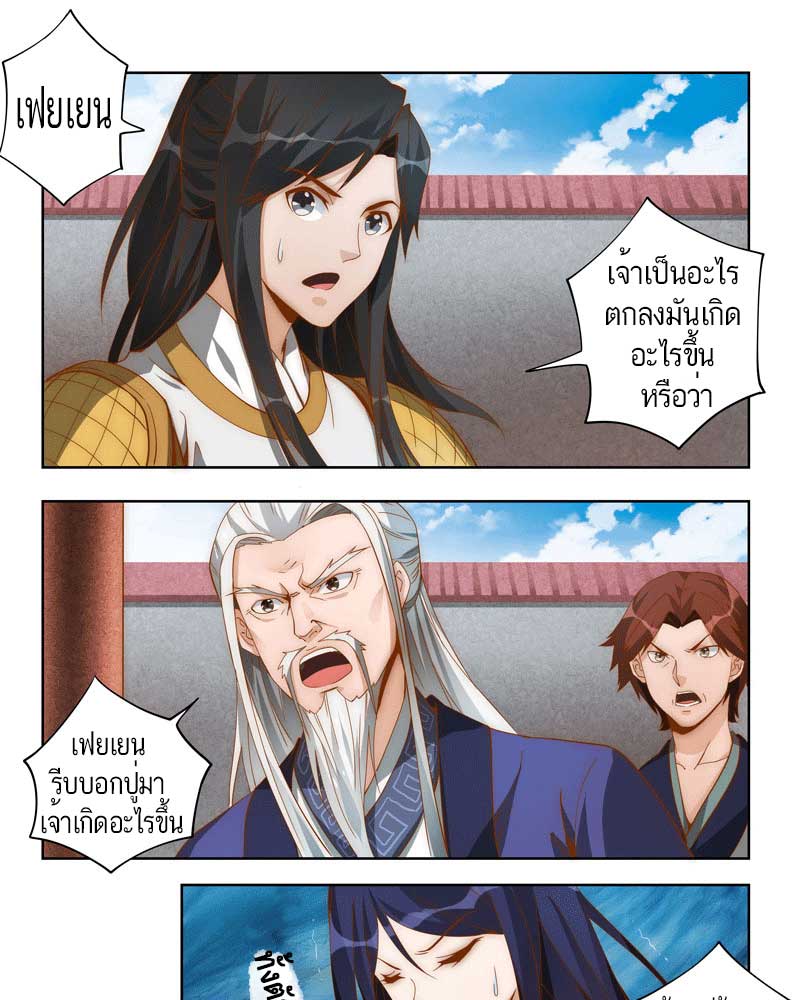 เฟยเยน
เจ้าเป็นอะไร
ตกลงมันเกิด
อะไรขึ้น
หรือว่า
เฟยเยน
รีบบอกปู่มา
เจ้าเกิดอะไรขึ้น